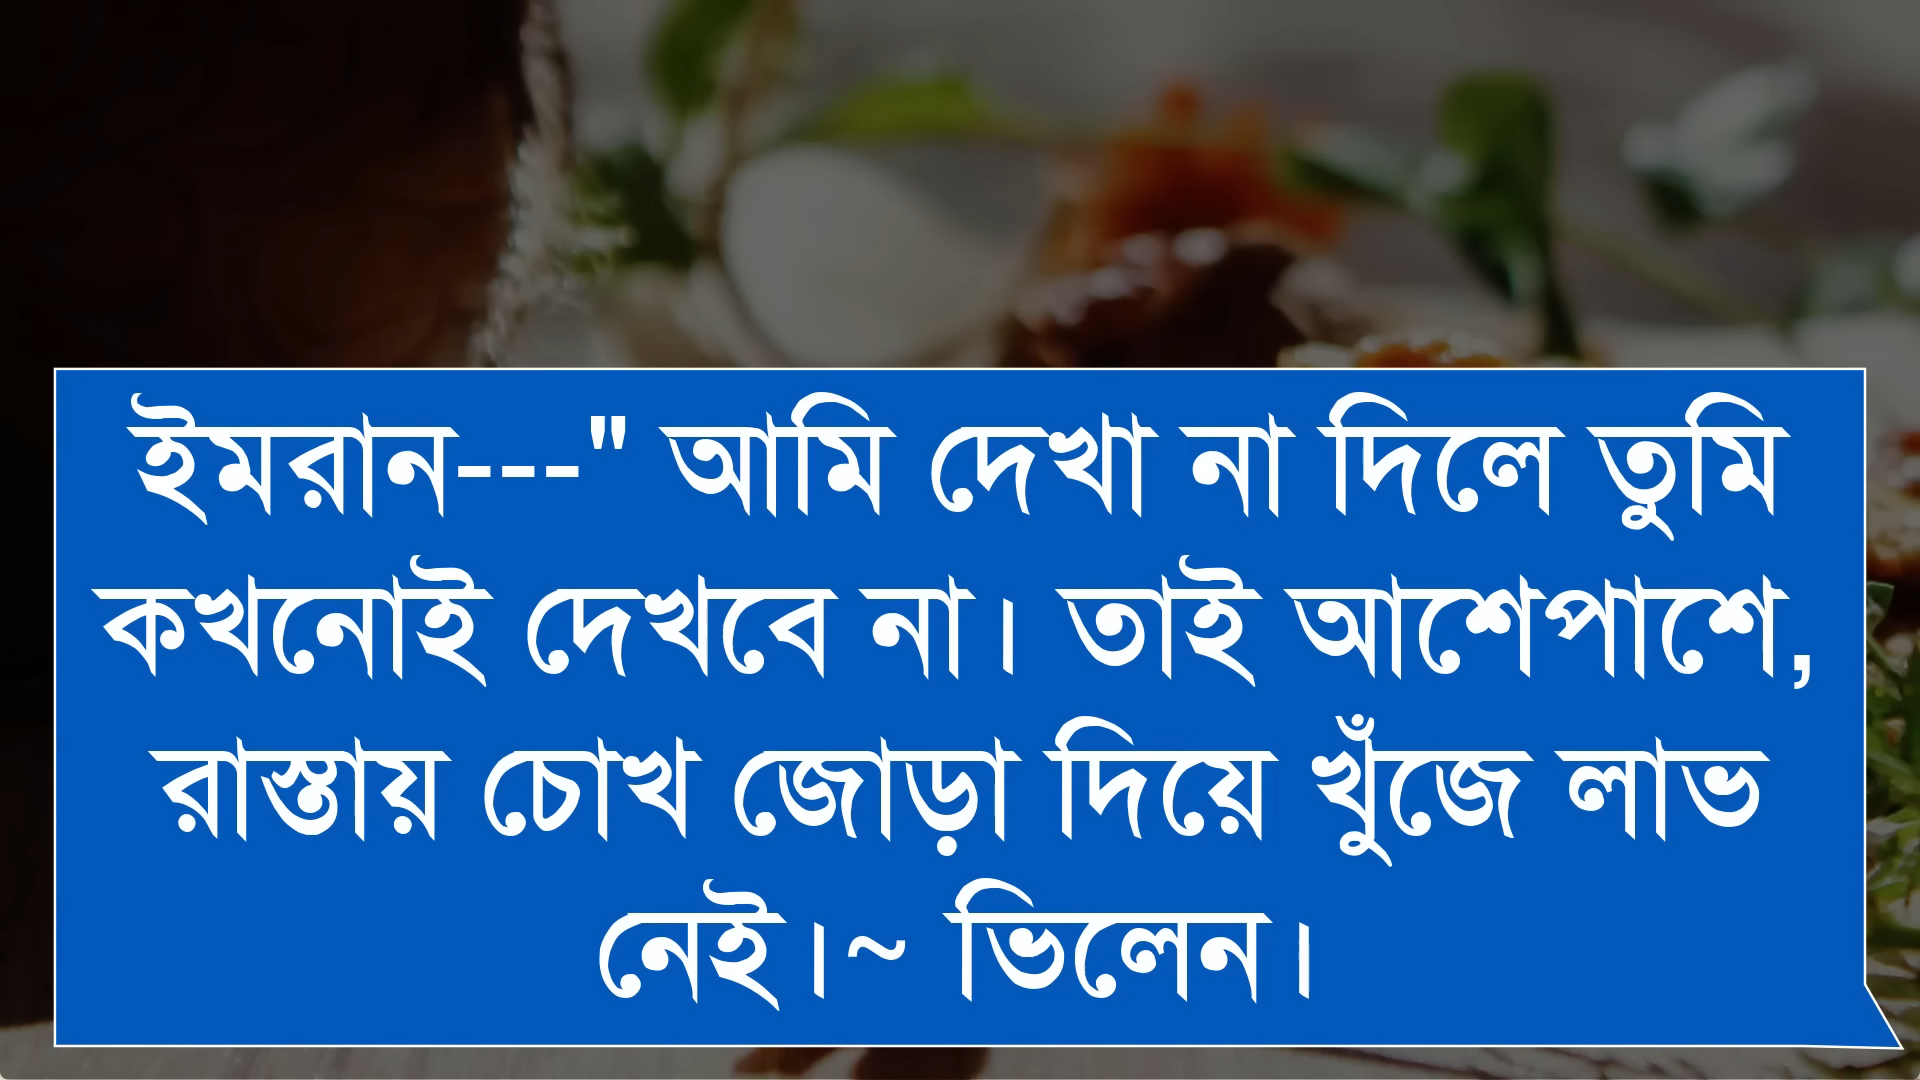 ইমরান---" আমি দেখা না দিলে তুমি
কখনোই দেখবে না। তাই আশেপাশে,
রাস্তায় চোখ জোড়া দিয়ে খুঁজে লাভ
নেই।~ ভিলেন।